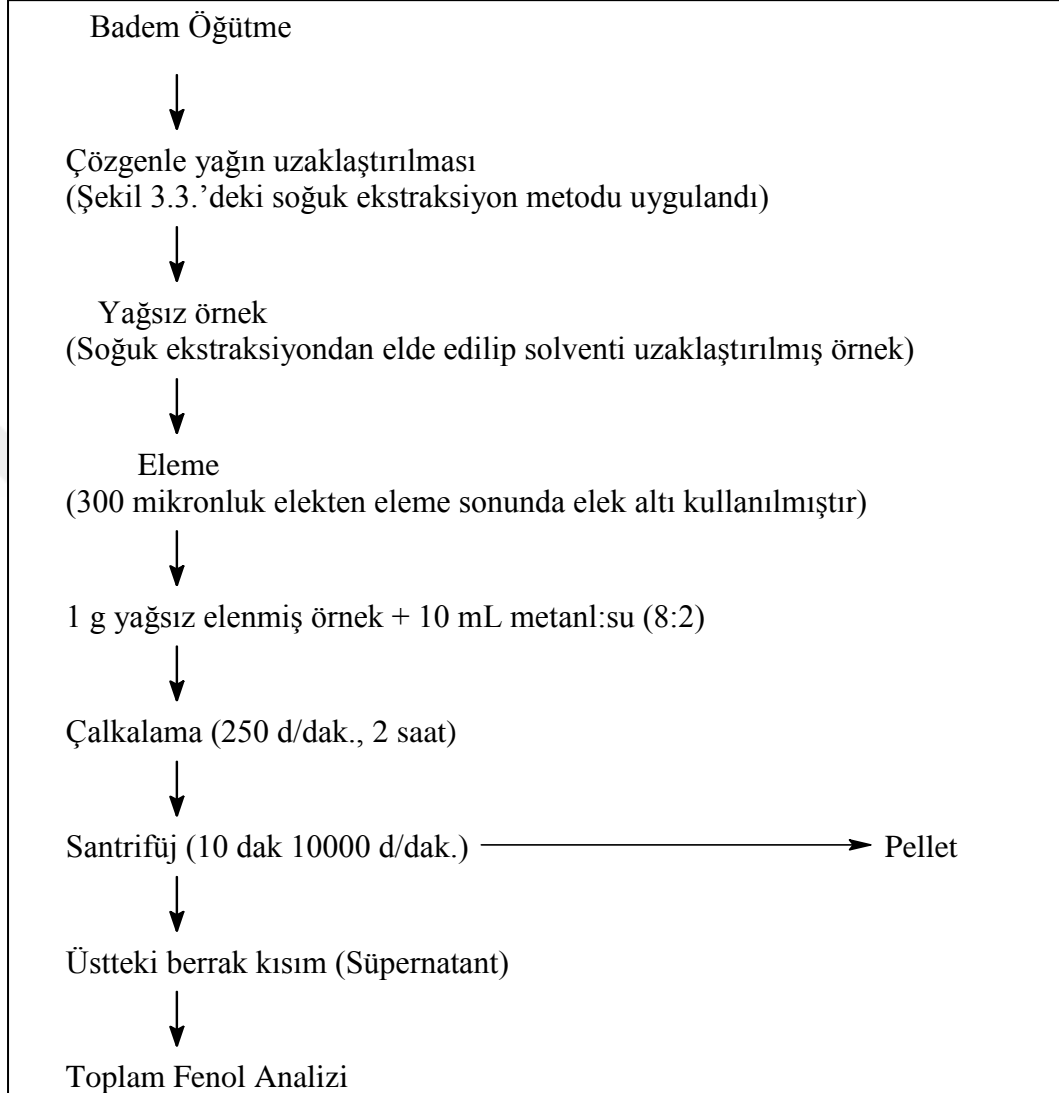 Badem Öğütme
Çözgenle yağın uzaklaştırılması
(Şekil 3.3.’deki soğuk ekstraksiyon metodu uygulandı)
Yağsız örnek
(Soğuk ekstraksiyondan elde edilip solventi uzaklaştırılmış örnek)
Eleme
(300 mikronluk elekten eleme sonunda elek altı kullanılmıştır)
1 g yağsız elenmiş örnek + 10 mL metanl:su (8:2)
Çalkalama (250 d/dak., 2 saat)
Santrifüj (10 dak 10000 d/dak.) Pellet
Üstteki berrak kısım (Süpernatant)
Toplam Fenol Analizi